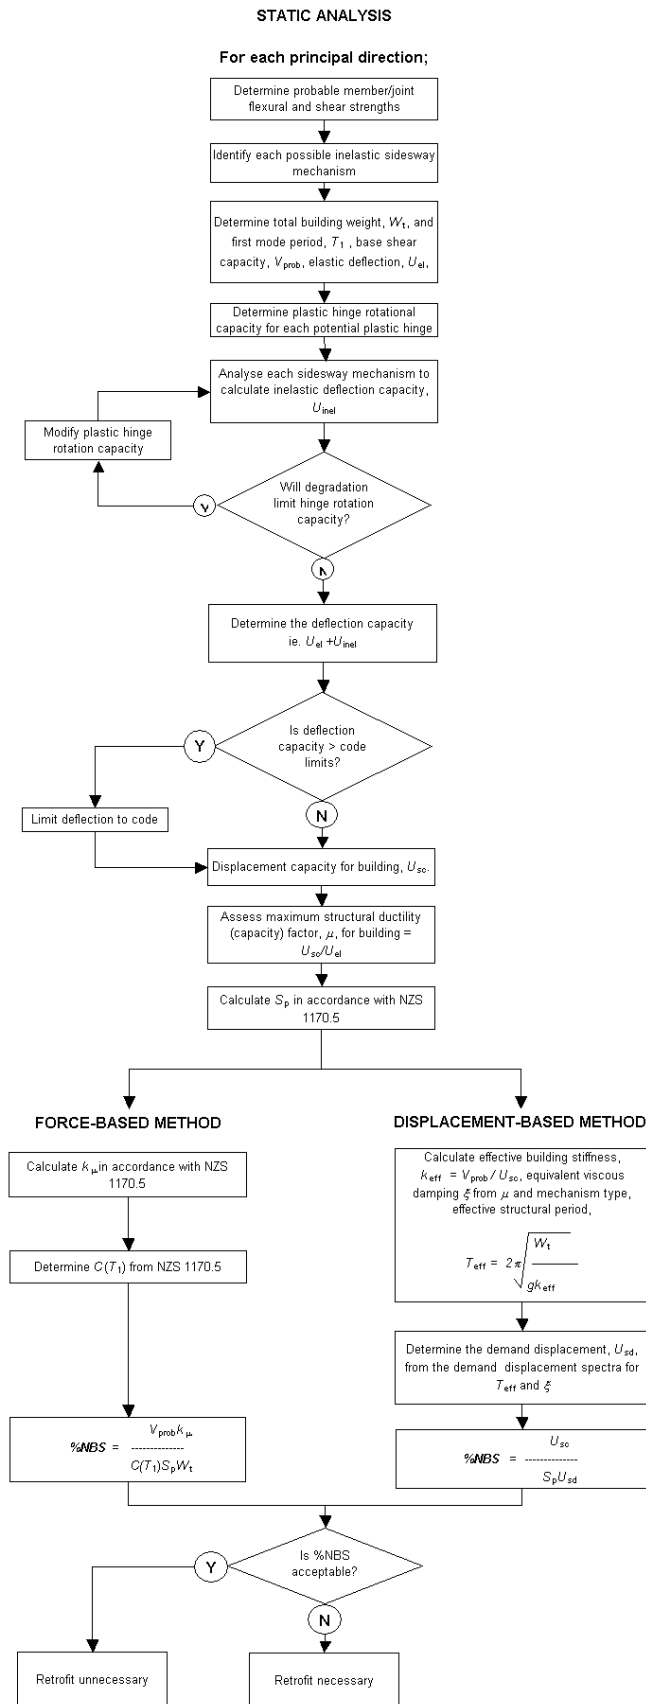 STATIC ANALYSIS
For each principal direction;
Determine probable member/joint
flexural and shear strengths
Identify each possible inelastic sidesway
mechanism
Determine total building weight, Wt, and
first mode period, T1 , base shear
capacity, Vprob, elastic deflection, Uel,
Determine plastic hinge rotational
capacity for each potential plastic hinge
Analyse each sidesway mechanism to
calculate inelastic deflection capacity,
Uinel
Modify plastic hinge
rotation capacity
Will degradation
limit hinge rotation
capacity?
Y
N
Determine the deflection capacity
ie. Uel +Uinel
Is deflection
capacity > code
limits?
Y
N
Limit deflection to code
Displacement capacity for building, Usc.
Assess maximum structural ductility
(capacity) factor, μ, for building =
Usc/Uel
Calculate Sp in accordance with NZS
1170.5
FORCE-BASED METHOD
Calculate kμ in accordance with NZS
1170.5
Determine C(T1) from NZS 1170.5
%NBS = Vprobkμ
--------------
C(T1)SpWt
DISPLACEMENT-BASED METHOD
Calculate effective building stiffness,
keff = Vprob / Usc, equivalent viscous
damping ξ from μ and mechanism type,
effective structural period,
Teff = 2π √ Wt
gkeff
Determine the demand displacement, Usd,
from the demand displacement spectra for
Teff and ξ
%NBS = Usc
--------------
SpUsd
Is %NBS
acceptable?
Y
N
Retrofit unnecessary
Retrofit necessary